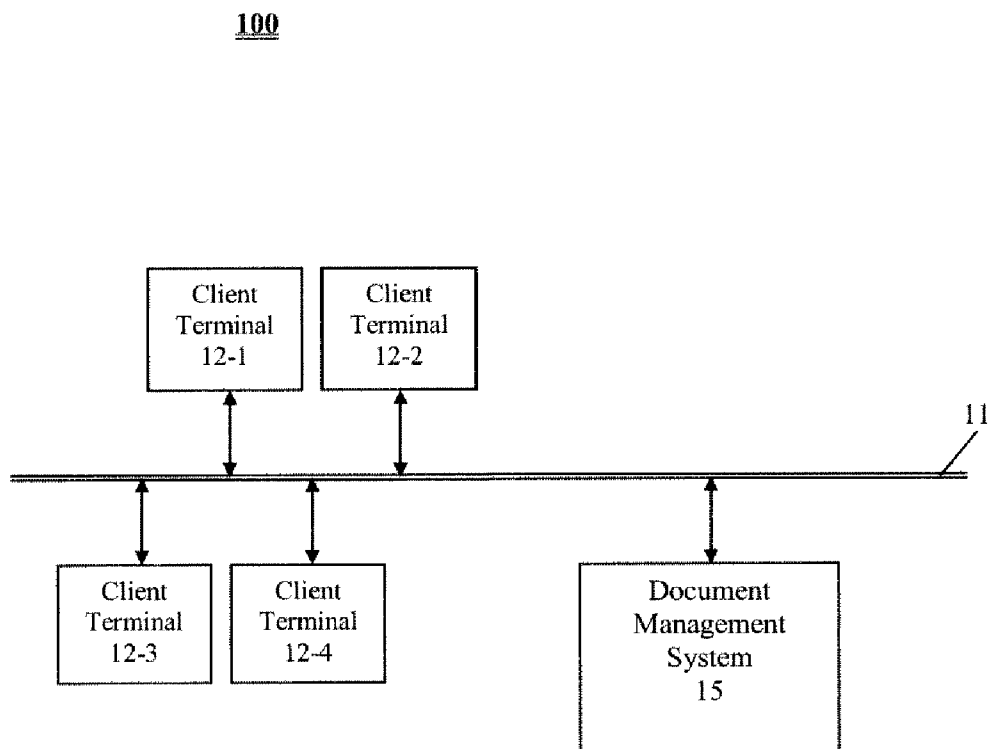 100
Client
Terminal
12-1
Client
Terminal
12-2
11
Client
Terminal
12-3
Client
Terminal
12-4
Document
Management
System
15